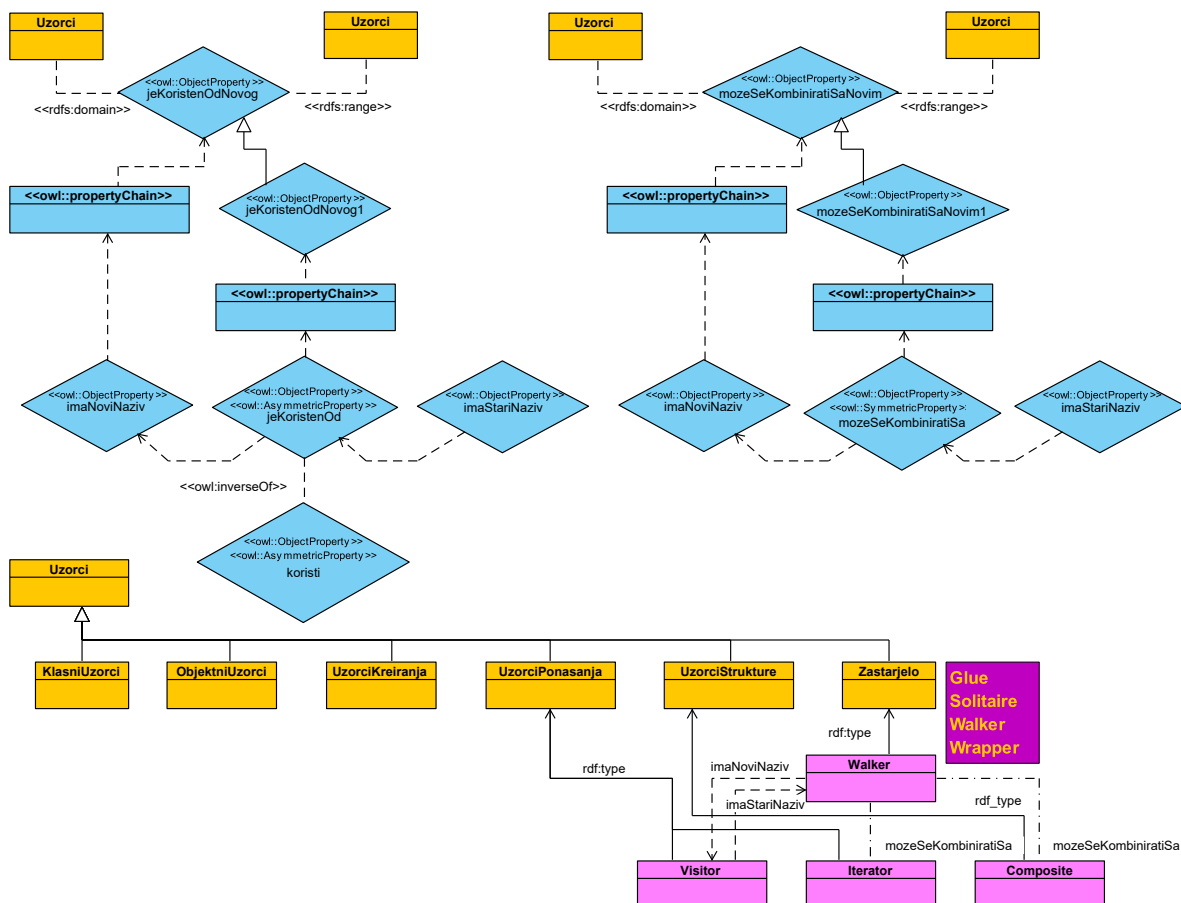 Uzorci
Uzorci
Uzorci
Uzorci
<<owl::ObjectProperty>>
jeKoristenOdNovog
<<owl::ObjectProperty>>
mozeSeKombiniratiSaNovim
<<rdfs:domain>>
<<rdfs:range>>
<<rdfs:domain>>
<<rdfs:range>>
<<owl::propertyChain>>
<<owl::ObjectProperty>>
jeKoristenOdNovog1
<<owl::propertyChain>>
<<owl::ObjectProperty>>
mozeSeKombiniratiSaNovim1
<<owl::propertyChain>>
<<owl::propertyChain>>
<<owl::ObjectProperty>>
imaNoviNaziv
<<owl::ObjectProperty>>
<<owl::AsymmetricProperty>>
jeKoristenOd
<<owl::ObjectProperty>>
imaStariNaziv
<<owl::ObjectProperty>>
imaNoviNaziv
<<owl::ObjectProperty>>
<<owl::SymmetricProperty>
mozeSeKombiniratiSa
<<owl::ObjectProperty>>
imaStariNaziv
<<owl:inverseOf>>
<<owl::ObjectProperty>>
<<owl::AsymmetricProperty>>
koristi
Uzorci
KlasniUzorci
ObjektniUzorci
UzorciKreiranja
UzorciPonasanja
UzorciStrukture
Zastarjelo
Glue
Solitaire
Walker
Wrapper
rdf:type
Walker
rdf:type
imaNoviNaziv
imaStariNaziv
rdf_type
mozeSeKombiniratiSa
mozeSeKombiniratiSa
Visitor
Iterator
Composite